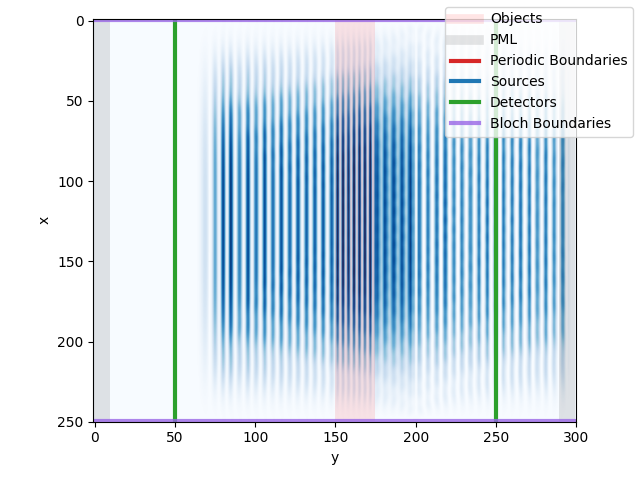 Objects
PML
Periodic Boundaries
Sources
Detectors
Bloch Boundaries
0
50
100
150
200
250
x
0 50 100 150 200 250 300
y